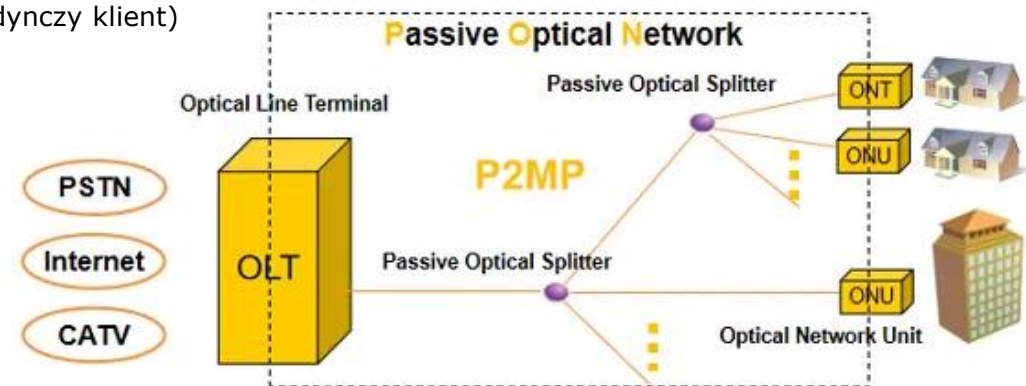 dynczy klient)
Passive Optical Network
Passive Optical Splitter
Optical Line Terminal
ONT
ONU
P2MP
PSTN
Internet
CATV
OLT
Passive Optical Splitter
ONU
Optical Network Unit